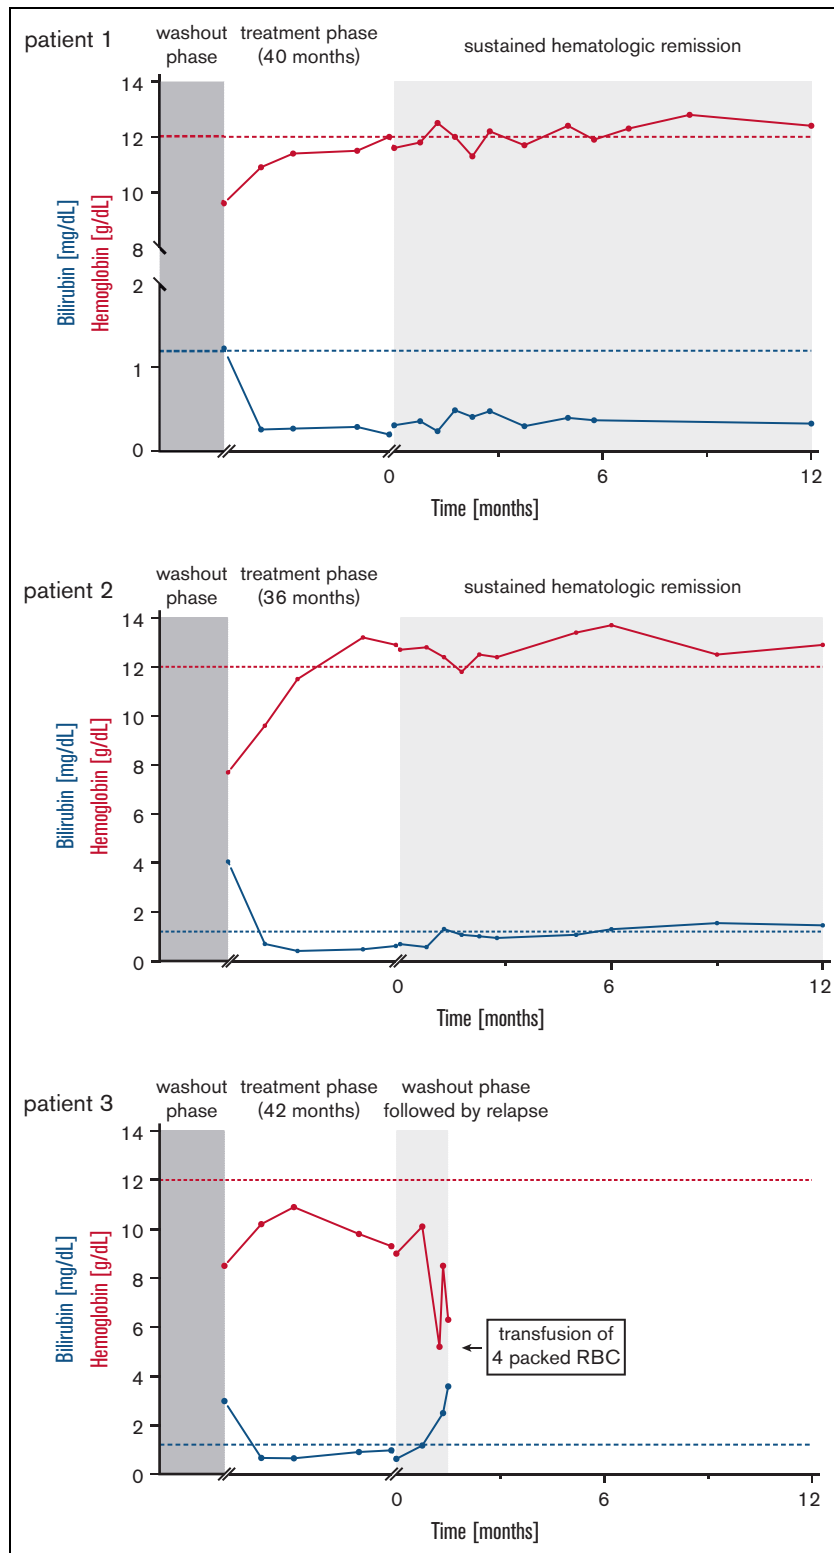 patient 1
washout
phase
treatment phase
(40 months)
sustained hematologic remission
Bilirubin [mg/dL]
Hemoglobin [g/dL]
14
12
10
8
2
1
0
0
6
12
Time [months]
patient 2
washout
phase
treatment phase
(36 months)
sustained hematologic remission
Bilirubin [mg/dL]
Hemoglobin [g/dL]
14
12
10
8
6
4
2
0
0
6
12
Time [months]
patient 3
washout
phase
treatment phase
(42 months)
washout phase
followed by relapse
Bilirubin [mg/dL]
Hemoglobin [g/dL]
14
12
10
8
6
4
2
0
transfusion of
4 packed RBC
0
6
12
Time [months]